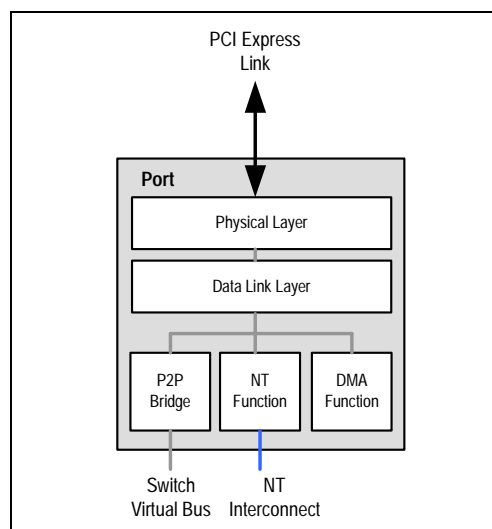 PCI Express
Link
Port
Physical Layer
Data Link Layer
P2P
Bridge
NT
Function
DMA
Function
Switch
Virtual Bus
NT
Interconnect